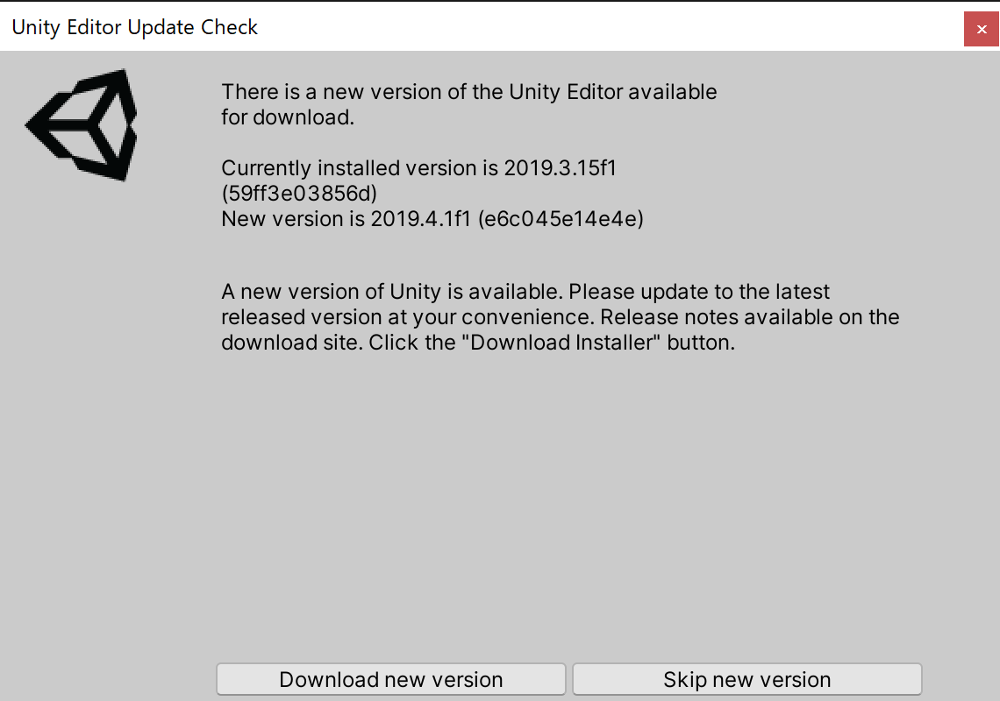 Unity Editor Update Check
There is a new version of the Unity Editor available
for download.
Currently installed version is 2019.3.15f1
(59ff3e03856d)
New version is 2019.4.1f1 (e6c045e14e4e)
A new version of Unity is available. Please update to the latest
released version at your convenience. Release notes available on the
download site. Click the "Download Installer" button.
Download new version
Skip new version